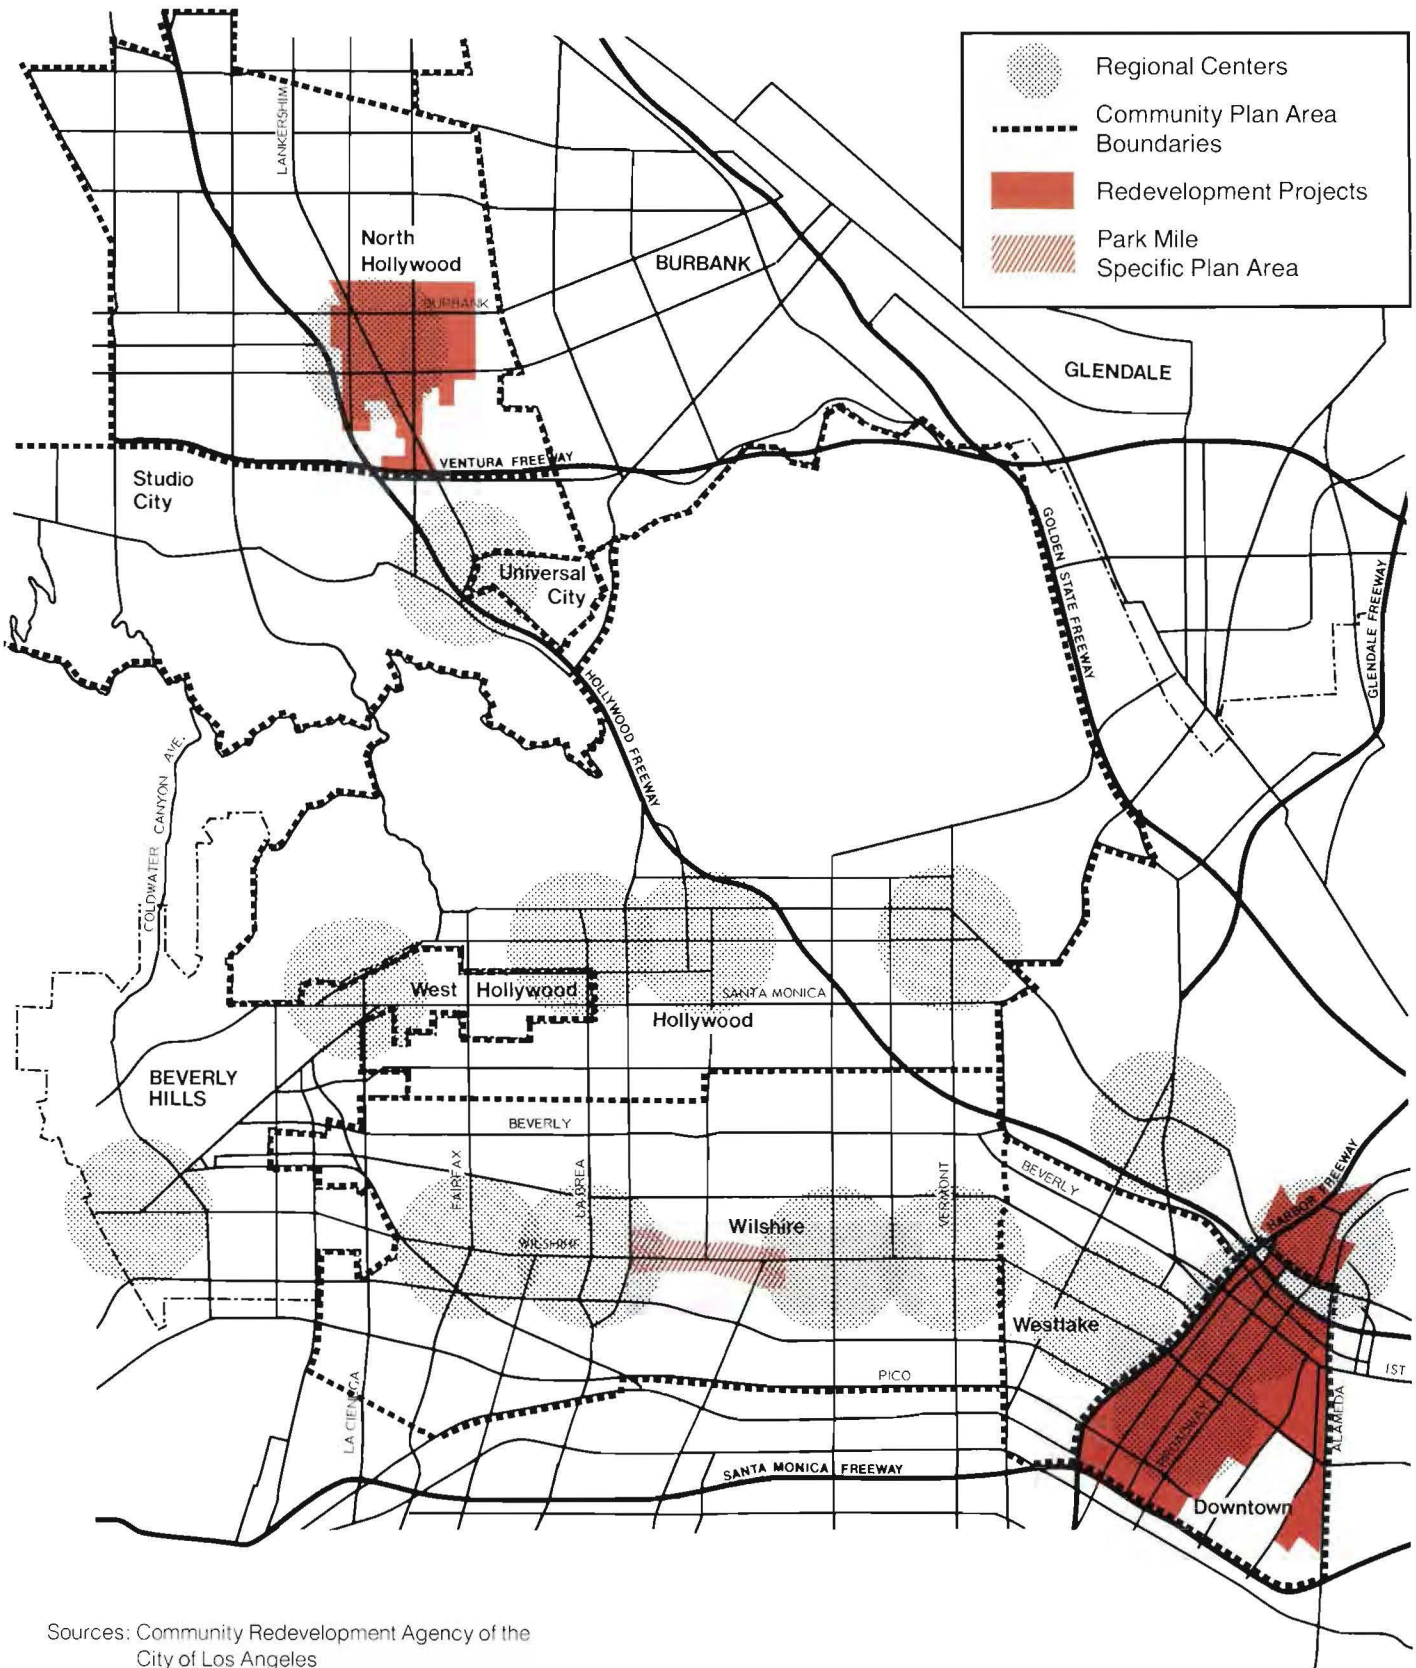 Regional Centers
Community Plan Area
Boundaries
Redevelopment Projects
Park Mile
Specific Plan Area
LANKERSHIM
North
Hollywood
BURBANK
BURBANK
GLENDALE
VENTURA FREEWAY
Studio
City
Universal
City
GOLDEN STATE FREEWAY
GLENDALE FREEWAY
HOLLYWOOD FREEWAY
COLDWATER CANYON AVE.
West Hollywood
SANTA MONICA
Hollywood
BEVERLY
HILLS
BEVERLY
FAIRFAX
LA BREA
VERMONT
BEVERLY
HARBOR FREEWAY
Wilshire
WILSHIRE
Westlake
PICO
1ST
LA CIENEGA
BROADWAY
ALAMEDA
SANTA MONICA FREEWAY
Downtown
Sources: Community Redevelopment Agency of the
City of Los Angeles